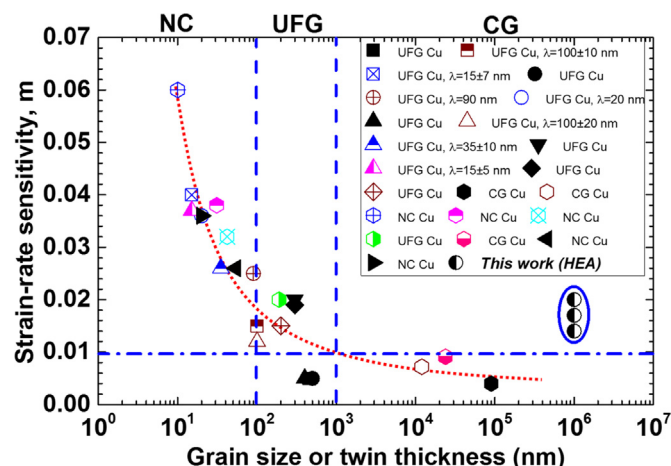 NC UFG CG
Strain-rate sensitivity, m
0.07
0.06
0.05
0.04
0.03
0.02
0.01
0.00
UFG Cu UFG Cu, λ=100±10 nm
UFG Cu, λ=15±7 nm UFG Cu
UFG Cu, λ=90 nm UFG Cu, λ=20 nm
UFG Cu UFG Cu, λ=100±20 nm
UFG Cu, λ=35±10 nm UFG Cu
UFG Cu, λ=15±5 nm UFG Cu
UFG Cu CG Cu CG Cu
NC Cu NC Cu NC Cu
UFG Cu CG Cu NC Cu
NC Cu This work (HEA)
10⁰ 10¹ 10² 10³ 10⁴ 10⁵ 10⁶ 10⁷
Grain size or twin thickness (nm)